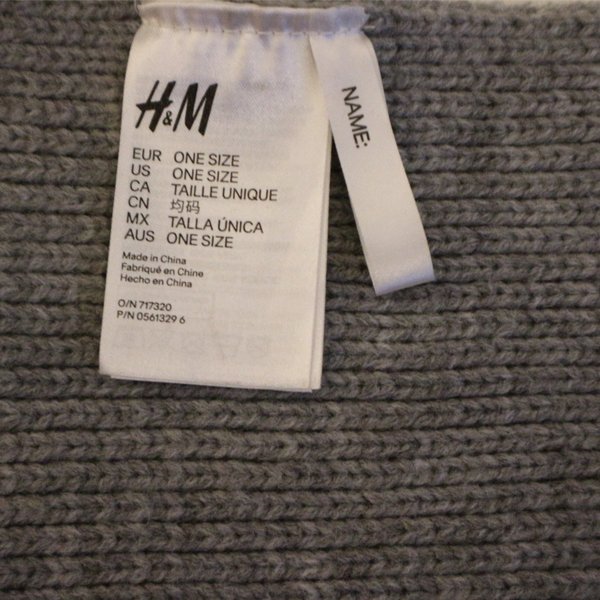 H&M
EUR ONE SIZE
US ONE SIZE
CA TAILLE UNIQUE
CN 均码
MX TALLA ÚNICA
AUS ONE SIZE
Made in China
Fabriqué en Chine
Hecho en China
O/N 717320
P/N 0561329 6
NAME: